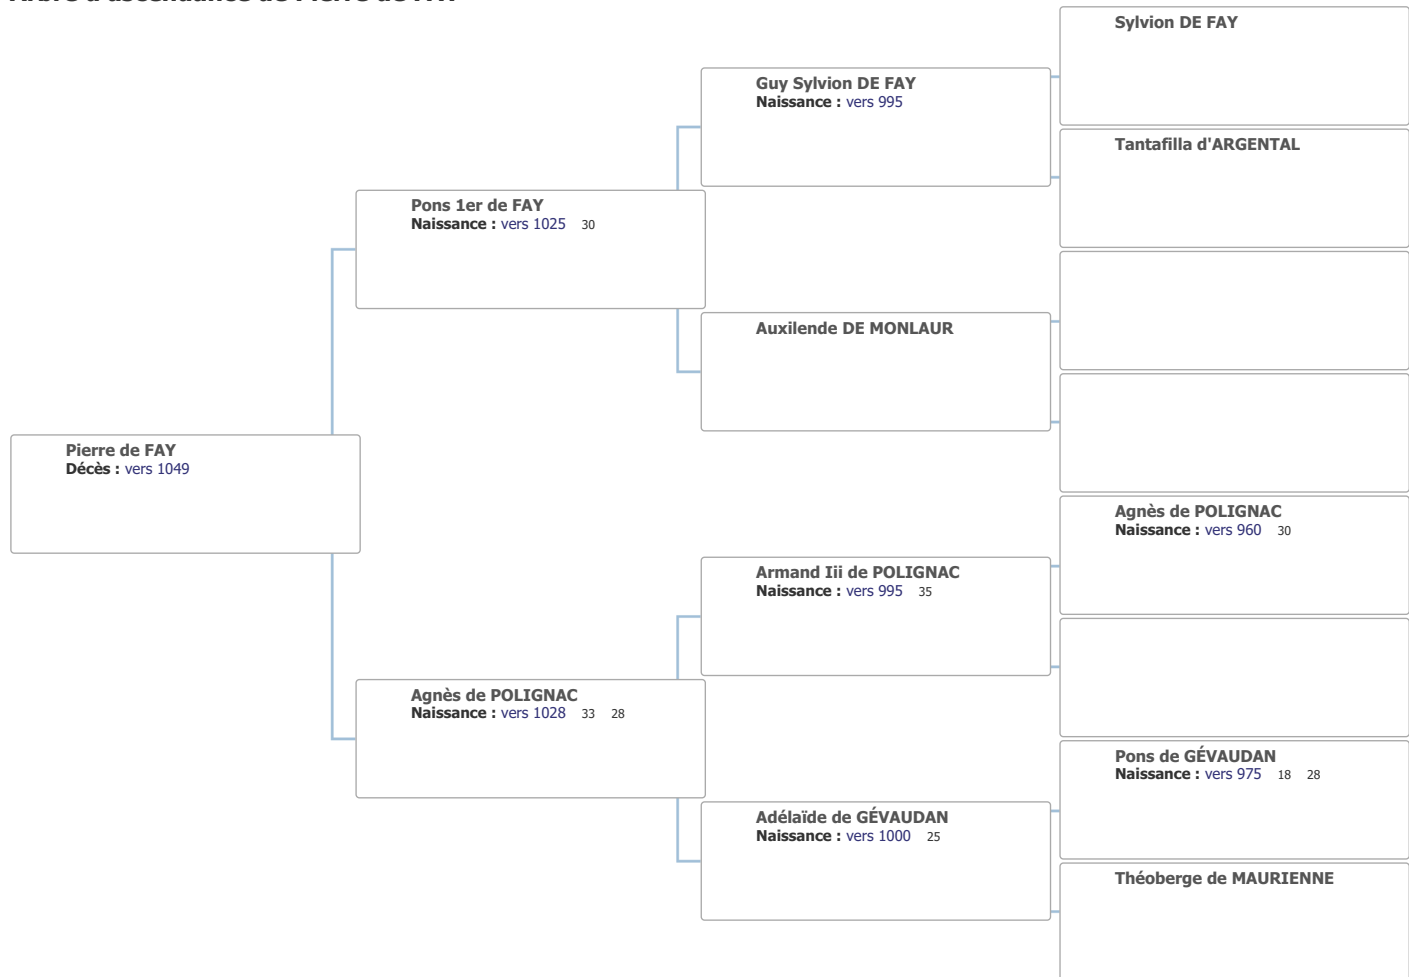 Sylvion DE FAY
Guy Sylvion DE FAY
Naissance : vers 995
Tantafilla d'ARGENTAL
Pons 1er de FAY
Naissance : vers 1025 30
Auxilende DE MONLAUR
Pierre de FAY
Décès : vers 1049
Agnès de POLIGNAC
Naissance : vers 960 30
Armand Iii de POLIGNAC
Naissance : vers 995 35
Agnès de POLIGNAC
Naissance : vers 1028 33 28
Pons de GÉVAUDAN
Naissance : vers 975 18 28
Adélaïde de GÉVAUDAN
Naissance : vers 1000 25
Théoberge de MAURIENNE